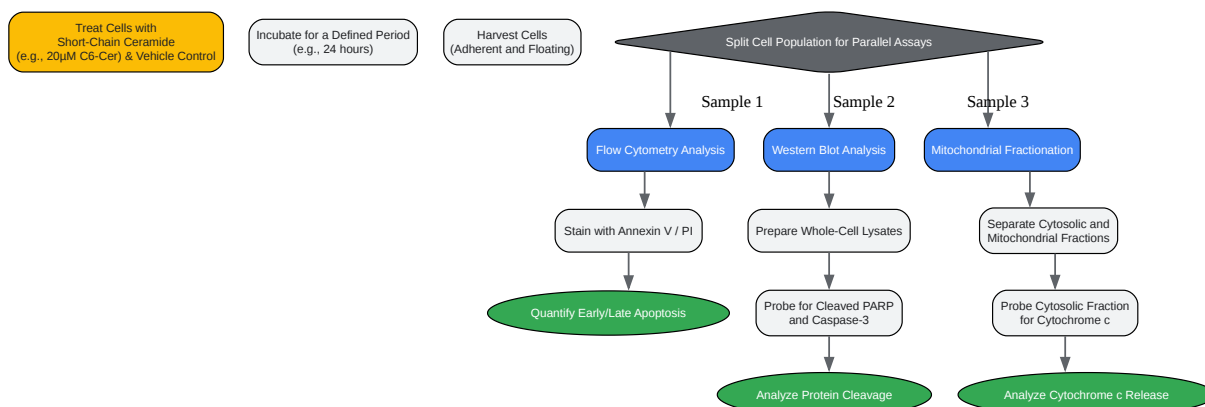 Treat Cells with
Short-Chain Ceramide
(e.g., 20µM C6-Cer) & Vehicle Control
Incubate for a Defined Period
(e.g., 24 hours)
Harvest Cells
(Adherent and Floating)
Split Cell Population for Parallel Assays
Sample 1
Sample 2
Sample 3
Flow Cytometry Analysis
Western Blot Analysis
Mitochondrial Fractionation
Stain with Annexin V / PI
Prepare Whole-Cell Lysates
Separate Cytosolic and
Mitochondrial Fractions
Quantify Early/Late Apoptosis
Probe for Cleaved PARP
and Caspase-3
Probe Cytosolic Fraction
for Cytochrome c
Analyze Protein Cleavage
Analyze Cytochrome c Release